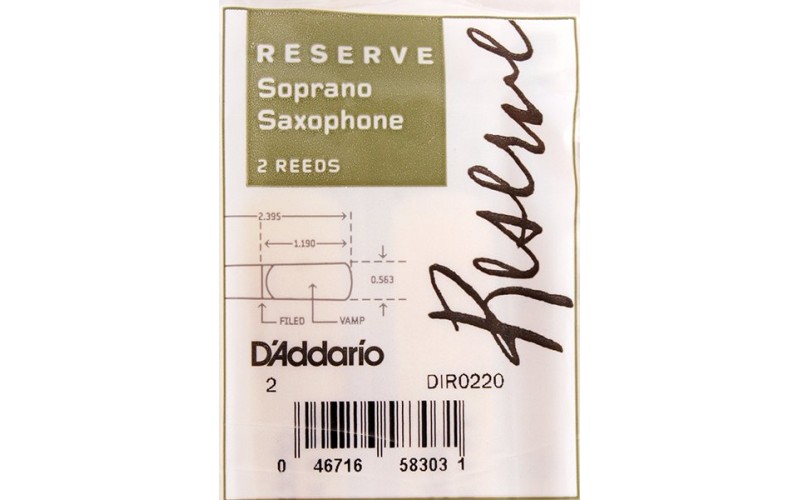 RESERVE
Soprano
Saxophone
2 REEDS
Reserve
2.395
1.190
0.563
FILED
VAMP
D'Addario
2
DIR0220
0 46716 58303 1